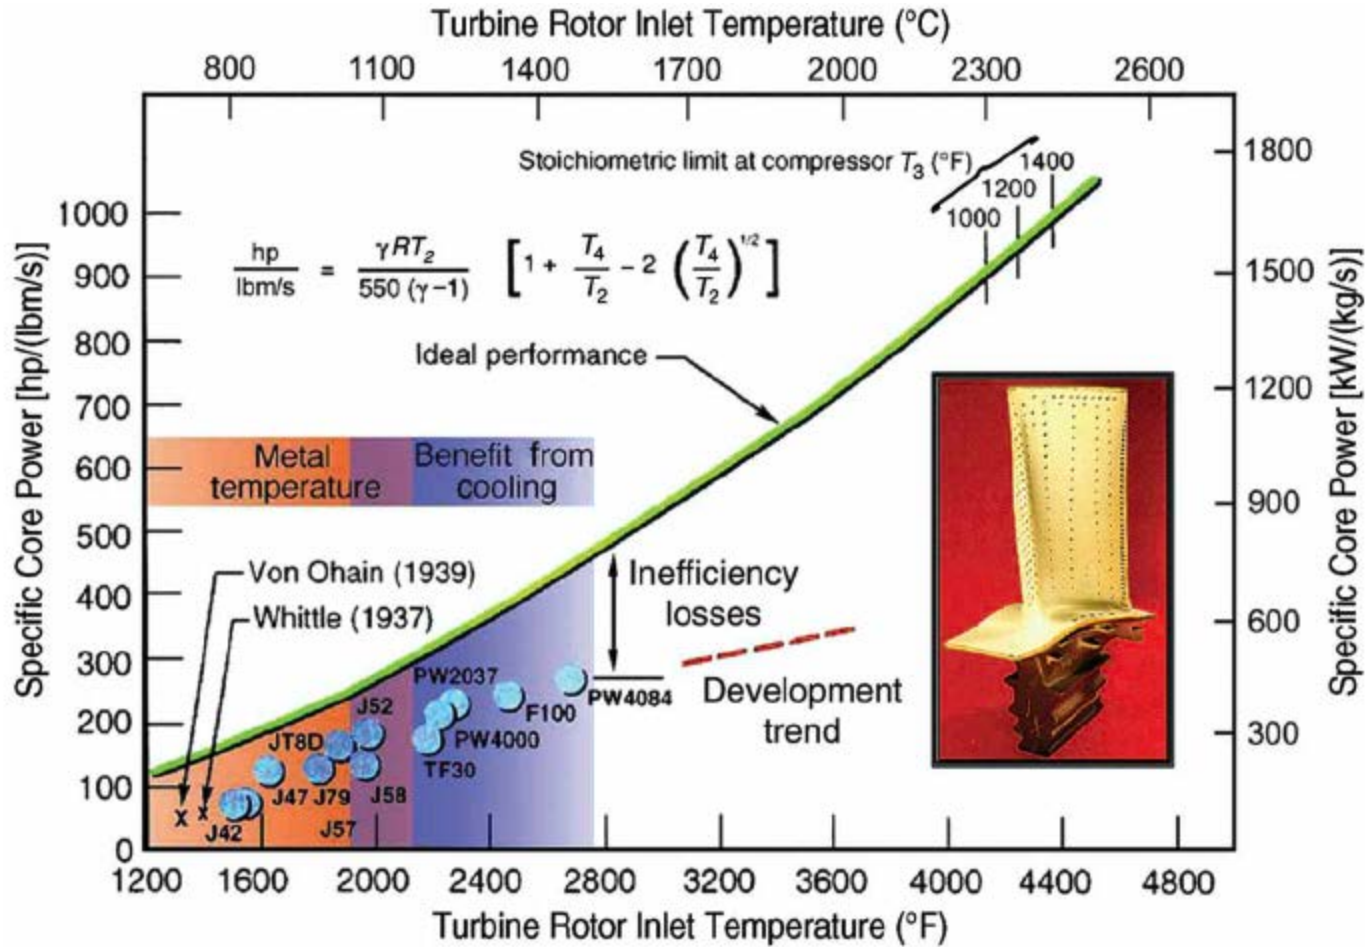 Turbine Rotor Inlet Temperature (°C)
800 1100 1400 1700 2000 2300 2600
Stoichiometric limit at compressor T₃ (°F)
1400
1200
1000
hp/lbm/s = γRT₂/550 (γ−1) [1 + T₄/T₂ − 2 (T₄/T₂)^1/2]
Ideal performance
Metal temperature
Benefit from cooling
Von Ohain (1939)
Whittle (1937)
Inefficiency
losses
Development
trend
PW2037
J52
JT8D
F100
PW4084
PW4000
TF30
J47 J79
J58
J42
J57
x x
Specific Core Power [hp/(lbm/s)]
1000
900
800
700
600
500
400
300
200
100
0
Specific Core Power [kW/(kg/s)]
1800
1500
1200
900
600
300
1200 1600 2000 2400 2800 3200 3600 4000 4400 4800
Turbine Rotor Inlet Temperature (°F)